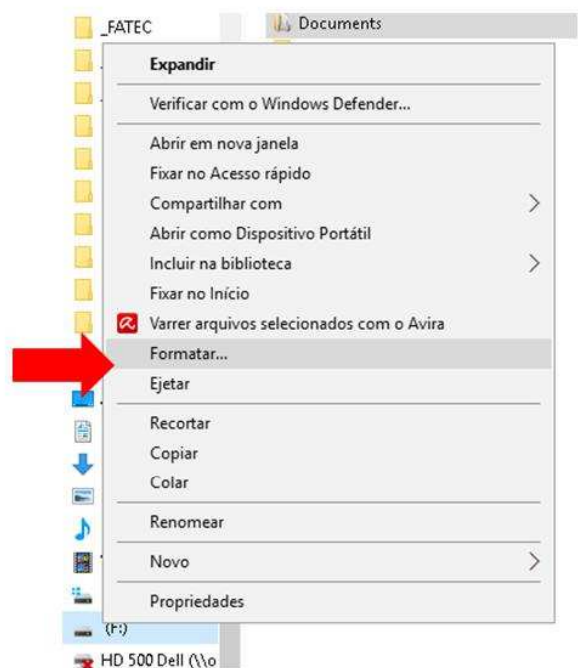 _FATEC
Documents
Expandir
Verificar com o Windows Defender...
Abrir em nova janela
Fixar no Acesso rápido
Compartilhar com
Abrir como Dispositivo Portátil
Incluir na biblioteca
Fixar no Início
Varrer arquivos selecionados com o Avira
Formatar...
Ejetar
Recortar
Copiar
Colar
Renomear
Novo
Propriedades
(F:)
HD 500 Dell (\\o